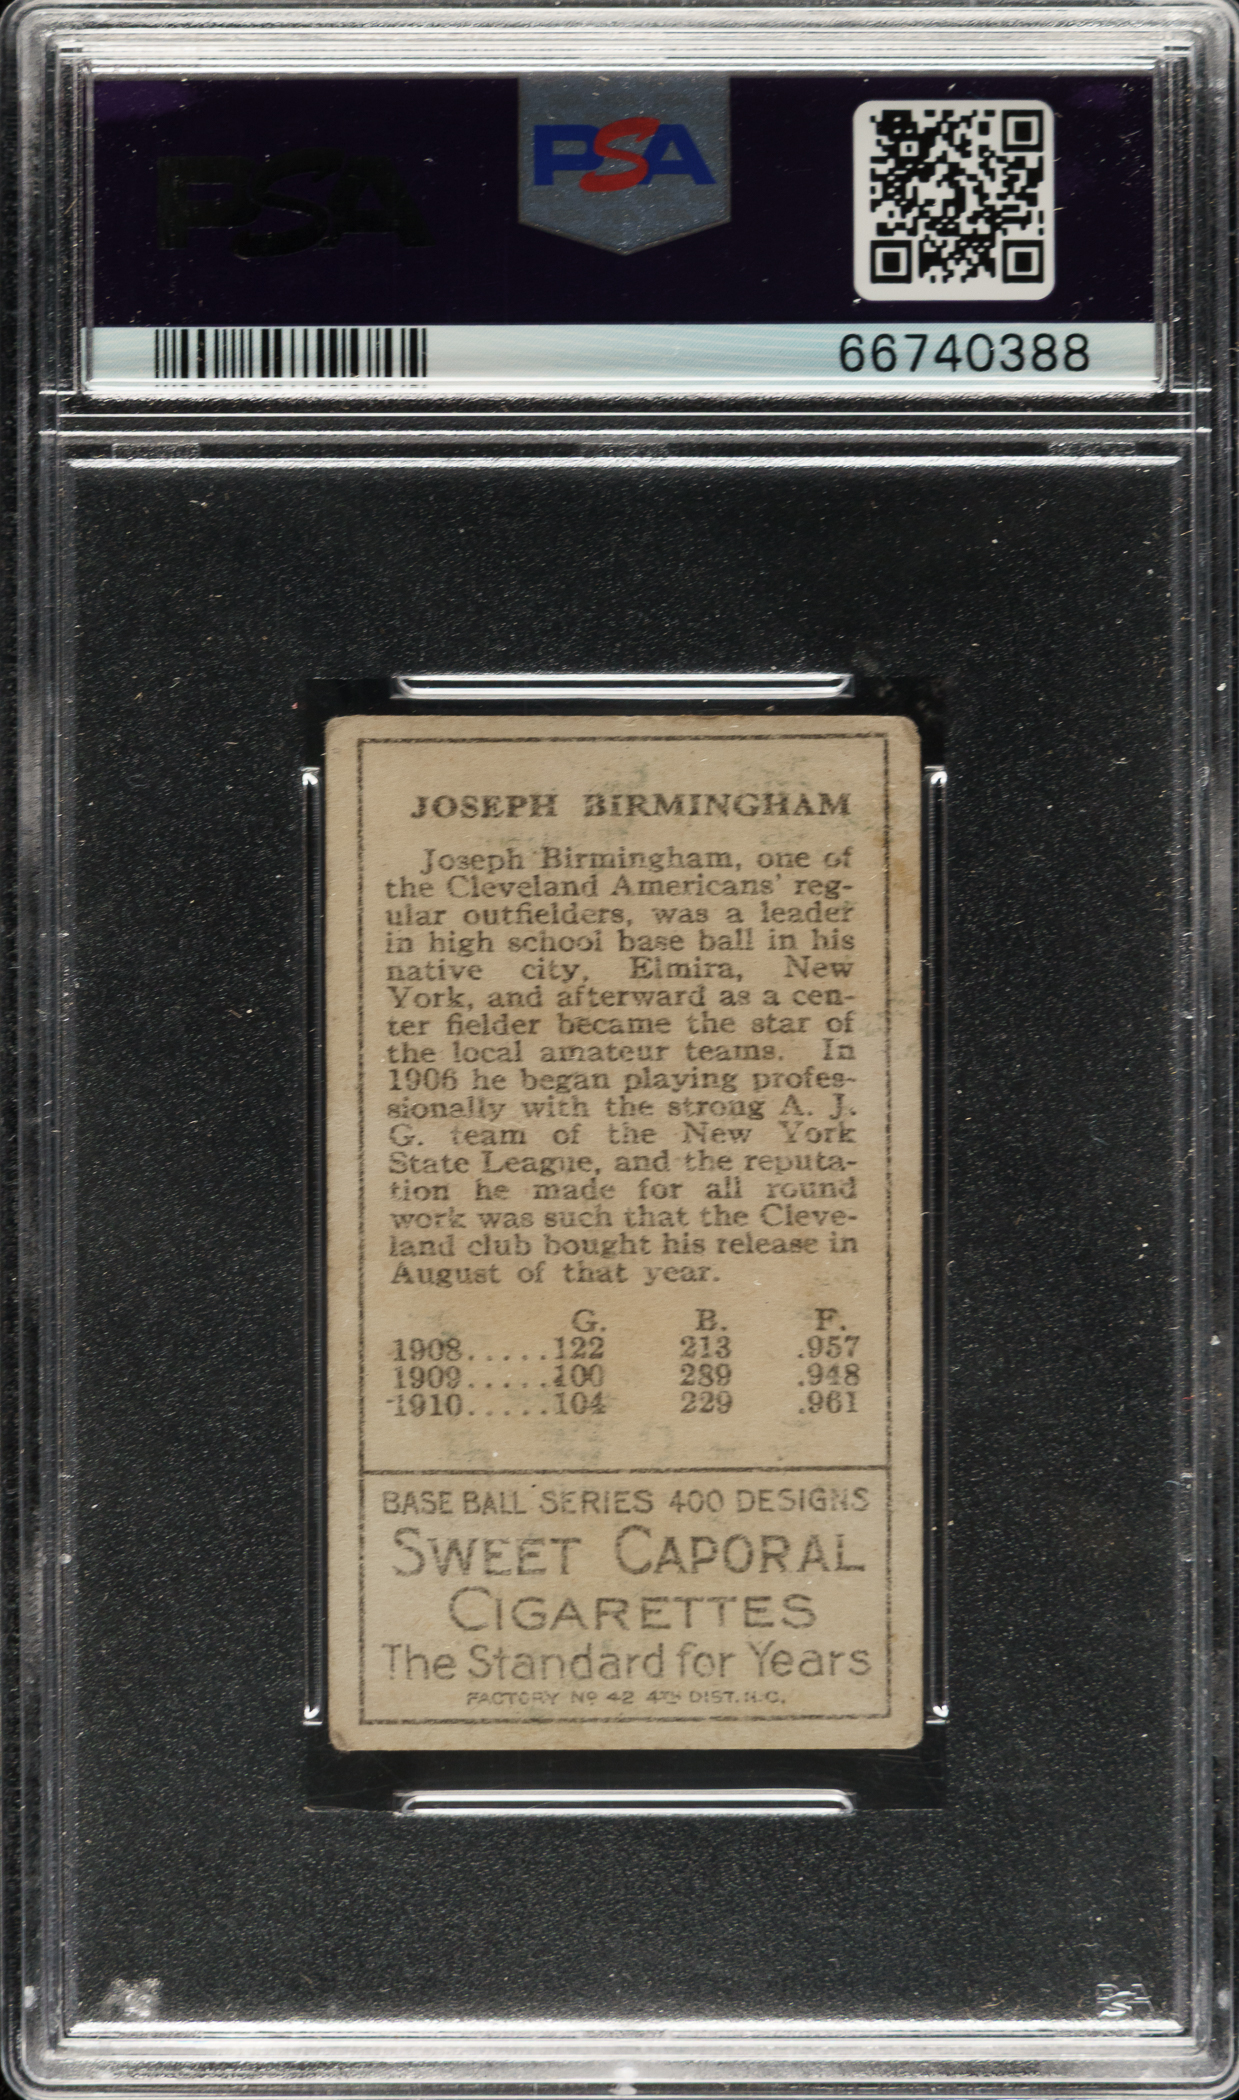 PSA
PSA
66740388
JOSEPH BIRMINGHAM
Joseph Birmingham, one of
the Cleveland Americans' reg-
ular outfielders, was a leader
in high school base ball in his
native city, Elmira, New
York, and afterward as a cen-
ter fielder became the star of
the local amateur teams. In
1906 he began playing profes-
sionally with the strong A. J.
G. team of the New York
State League, and the reputa-
tion he made for all round
work was such that the Cleve-
land club bought his release in
August of that year.
G. B. F.
1908.....122 213 .957
1909.....100 289 .948
1910.....104 229 .961
BASE BALL SERIES 400 DESIGNS
SWEET CAPORAL
CIGARETTES
The Standard for Years
FACTORY No 42 4TH DIST. N.C.
PSA